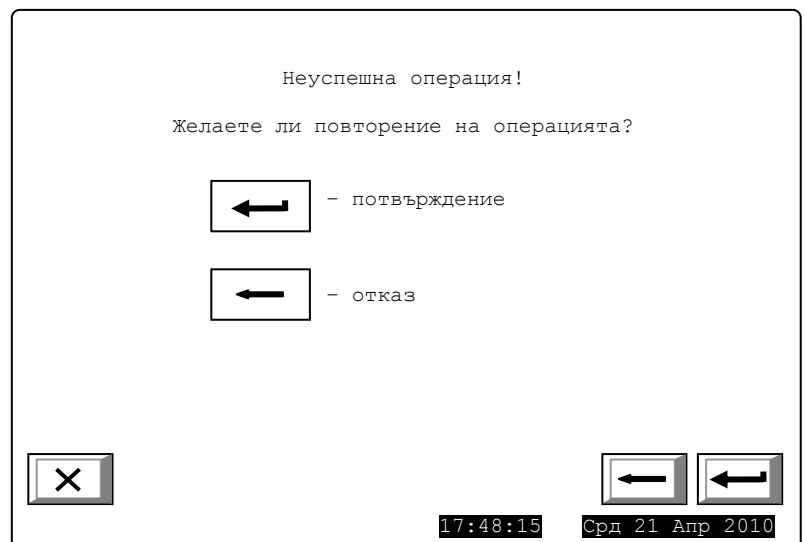 Неуспешна операция!
Желаете ли повторение на операцията?
– потвърждение
– отказ
17:48:15 Срд 21 Апр 2010